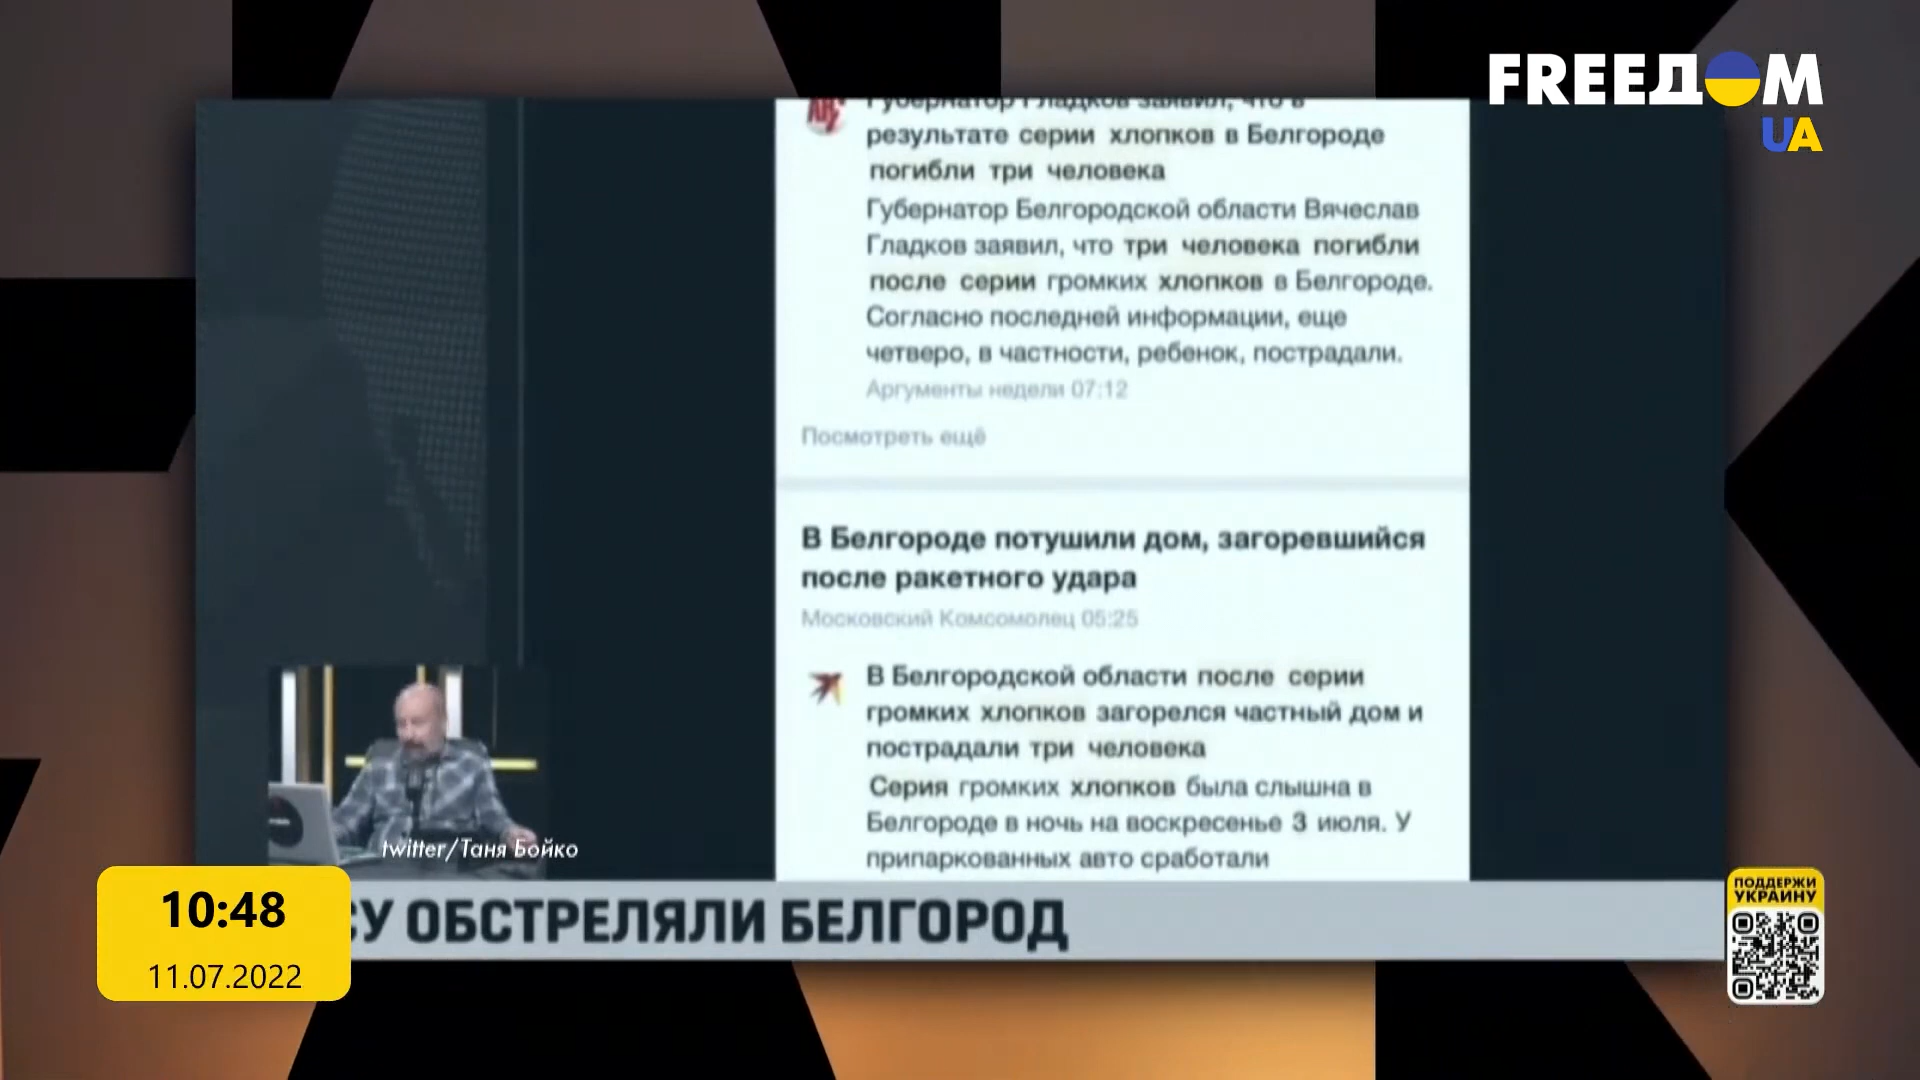 FREEДOM
UA
Губернатор Гладков заявил, что в
результате серии хлопков в Белгороде
погибли три человека
Губернатор Белгородской области Вячеслав
Гладков заявил, что три человека погибли
после серии громких хлопков в Белгороде.
Согласно последней информации, еще
четверо, в частности, ребенок, пострадали.
Аргументы недели 07:12
Посмотреть ещё
В Белгороде потушили дом, загоревшийся
после ракетного удара
Московский Комсомолец 05:25
В Белгородской области после серии
громких хлопков загорелся частный дом и
пострадали три человека
Серия громких хлопков была слышна в
Белгороде в ночь на воскресенье 3 июля. У
припаркованных авто сработали
twitter/Таня Бойко
10:48
11.07.2022
СУ ОБСТРЕЛЯЛИ БЕЛГОРОД
ПОДДЕРЖИ
УКРАИНУ